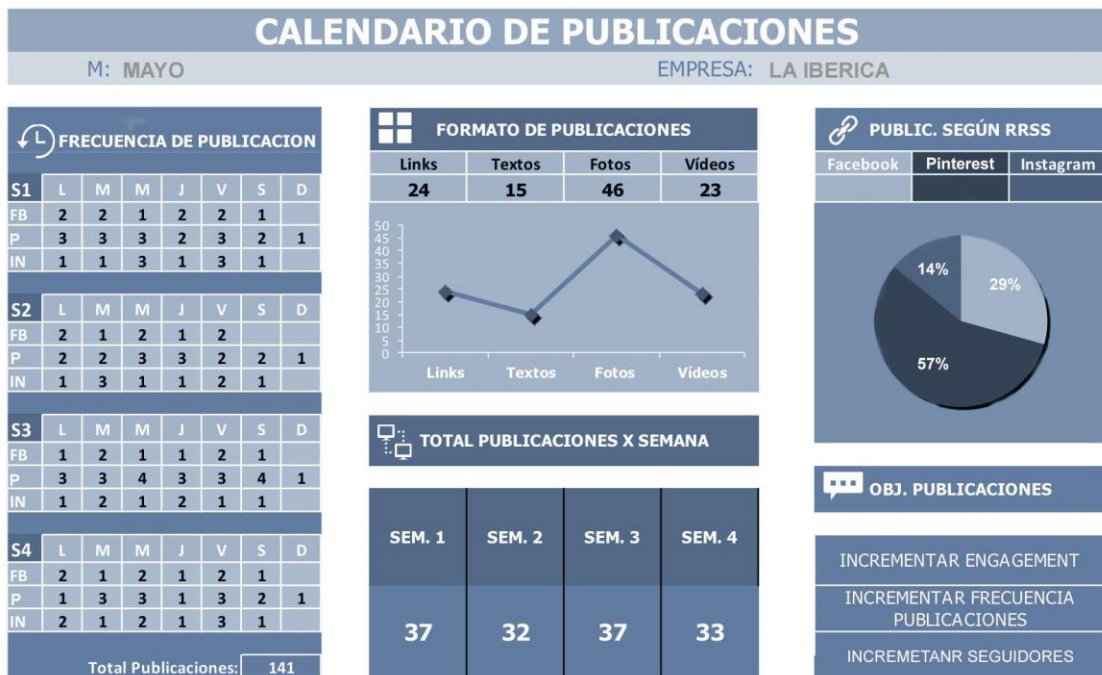 CALENDARIO DE PUBLICACIONES
M: MAYO EMPRESA: LA IBERICA
FRECUENCIA DE PUBLICACION
S1 L M M J V S D
FB 2 2 1 2 2 1
P 3 3 3 2 3 2 1
IN 1 1 3 1 3 1
S2 L M M J V S D
FB 2 1 2 1 2
P 2 2 3 3 2 2 1
IN 1 3 1 1 2 1
S3 L M M J V S D
FB 1 2 1 1 2 1
P 3 3 4 3 3 4 1
IN 1 2 1 2 1 1
S4 L M M J V S D
FB 2 1 2 1 2 1
P 1 3 3 1 3 2 1
IN 2 1 2 1 3 1
Total Publicaciones: 141
FORMATO DE PUBLICACIONES
Links Textos Fotos Vídeos
24 15 46 23
50
45
40
35
30
25
20
15
10
5
0
Links Textos Fotos Vídeos
TOTAL PUBLICACIONES X SEMANA
SEM. 1 SEM. 2 SEM. 3 SEM. 4
37 32 37 33
PUBLIC. SEGÚN RRSS
Facebook Pinterest Instagram
14%
29%
57%
OBJ. PUBLICACIONES
INCREMENTAR ENGAGEMENT
INCREMENTAR FRECUENCIA
PUBLICACIONES
INCREMETANR SEGUIDORES